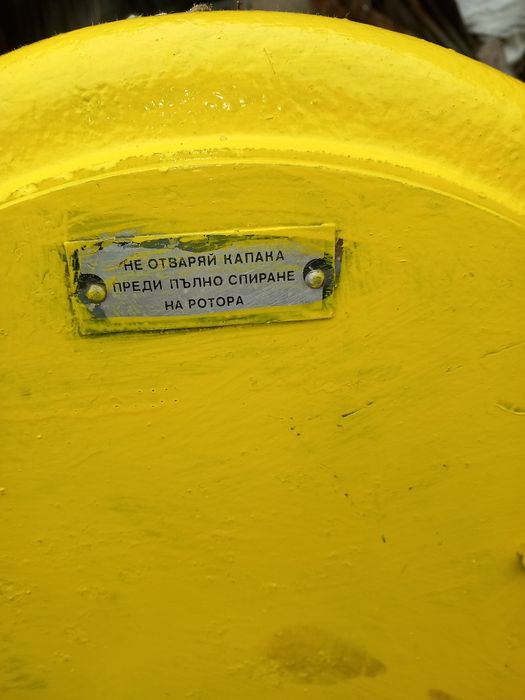 НЕ ОТВАРЯЙ КАПАКА
ПРЕДИ ПЪЛНО СПИРАНЕ
НА РОТОРА